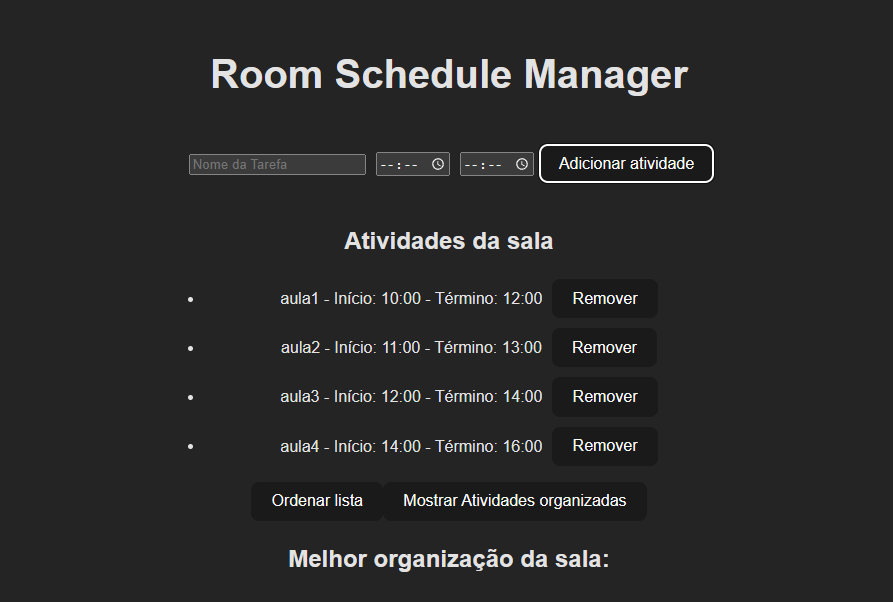 Room Schedule Manager
Nome da Tarefa --:-- --:-- Adicionar atividade
Atividades da sala
aula1 - Início: 10:00 - Término: 12:00 Remover
aula2 - Início: 11:00 - Término: 13:00 Remover
aula3 - Início: 12:00 - Término: 14:00 Remover
aula4 - Início: 14:00 - Término: 16:00 Remover
Ordenar lista Mostrar Atividades organizadas
Melhor organização da sala: